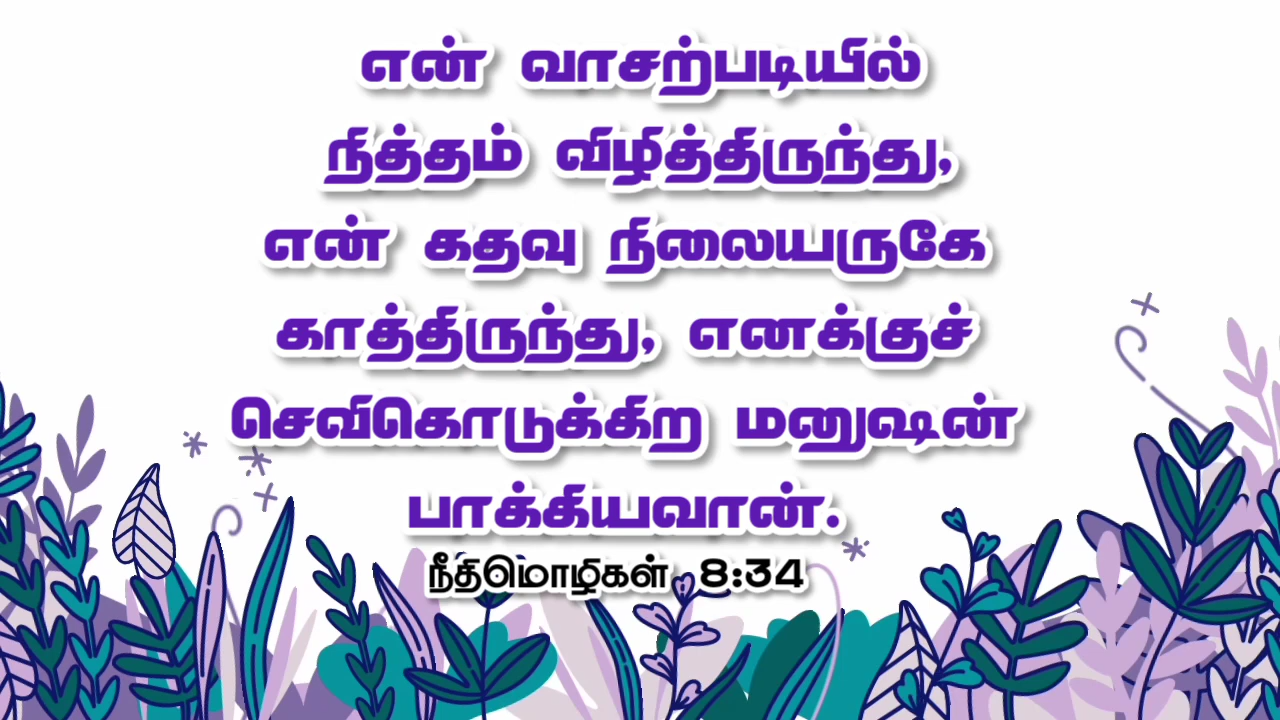 என் வாசற்படியில்
நித்தம் விழித்திருந்து,
என் கதவு நிலையருகே
காத்திருந்து, எனக்குச்
செவிகொடுக்கிற மனுஷன்
பாக்கியவான்.
நீதிமொழிகள் 8:34